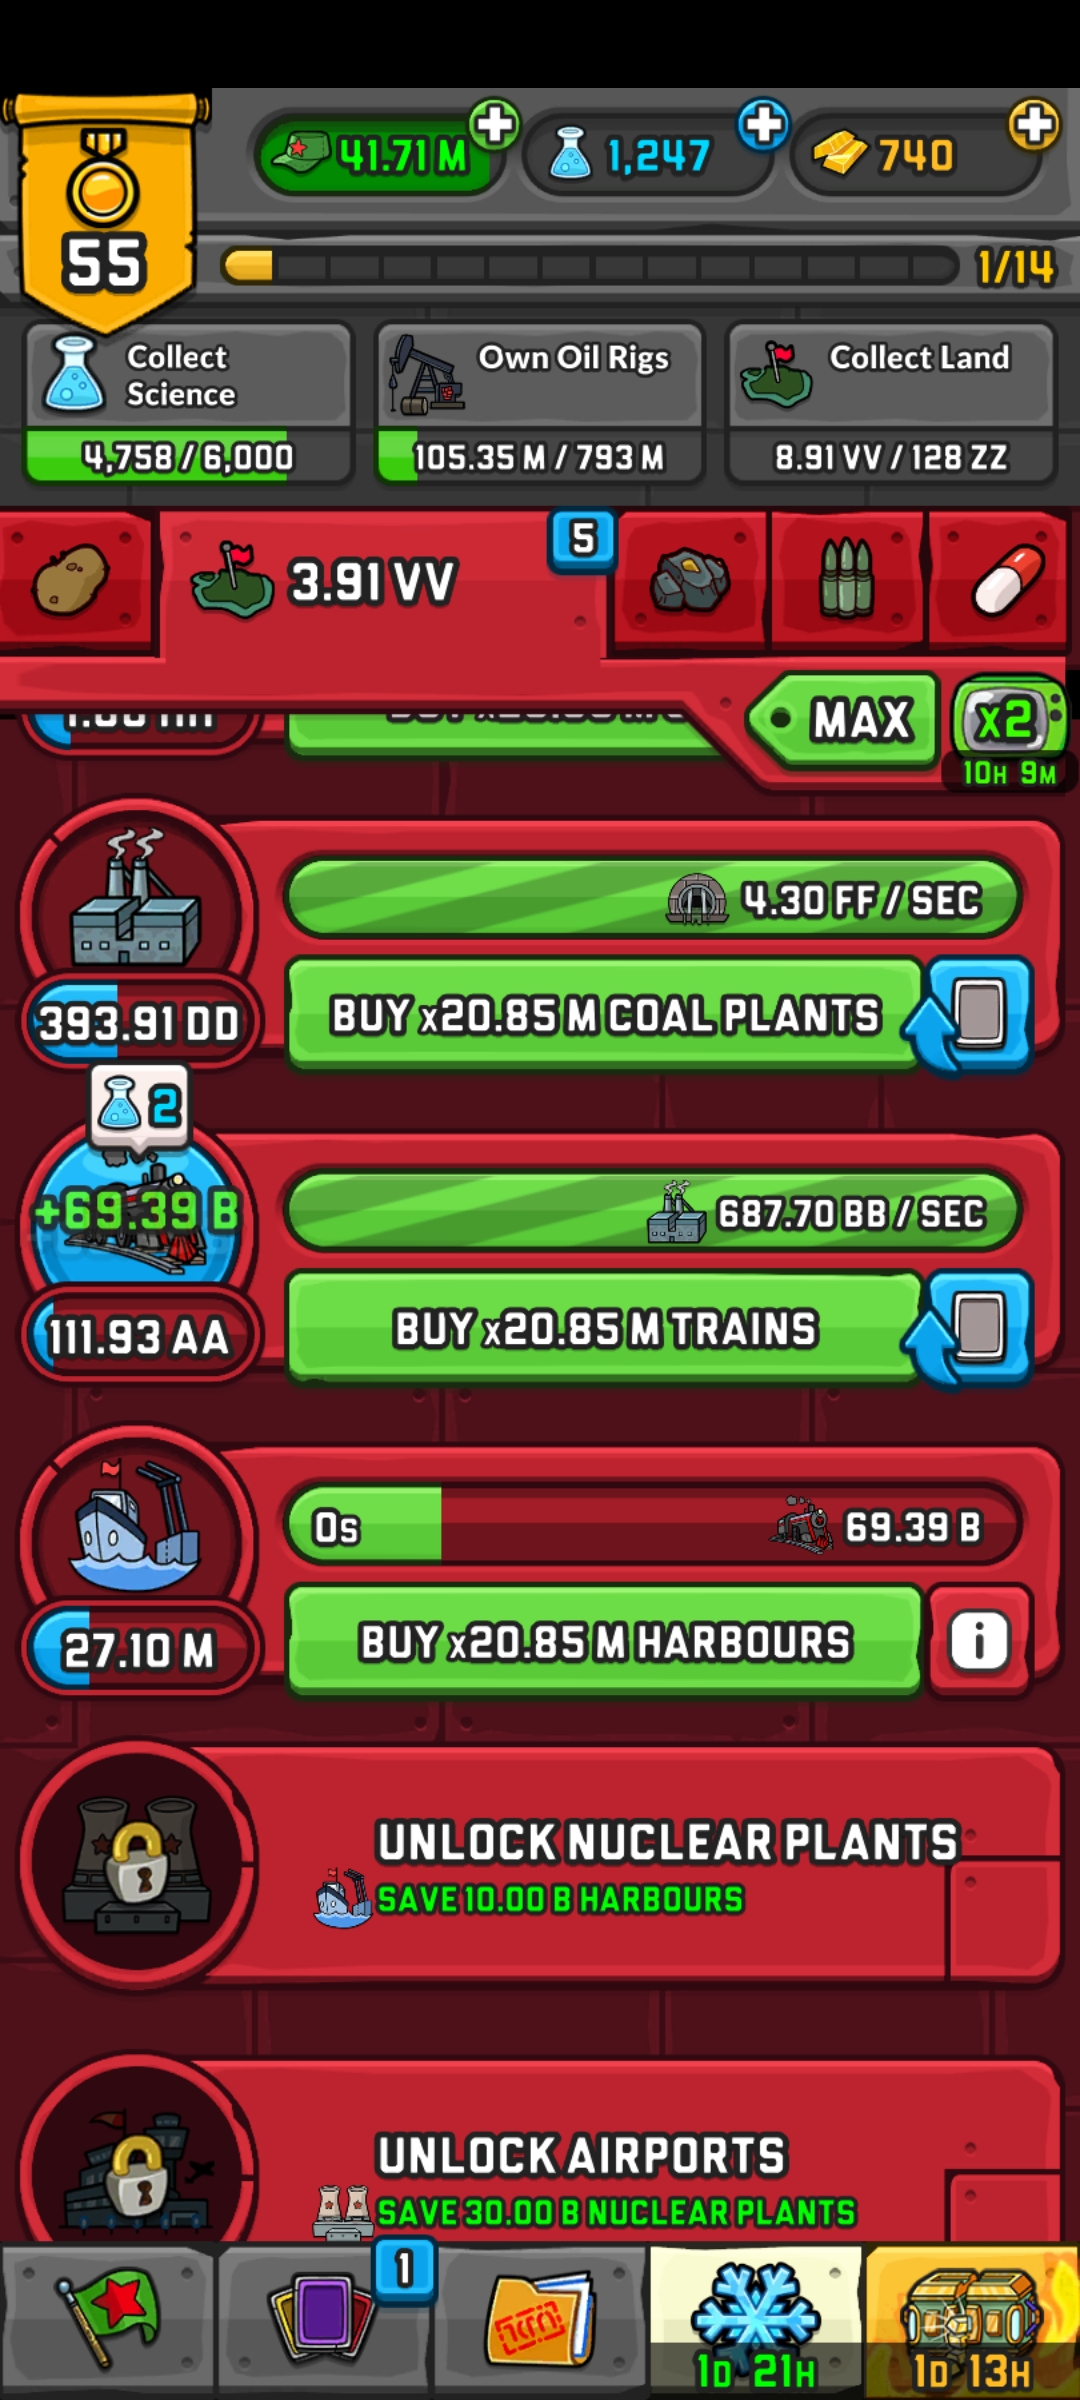 55
41.71 M
1,247
740
1/14
Collect
Science
4,758 / 6,000
Own Oil Rigs
105.35 M / 793 M
Collect Land
8.91 VV / 128 ZZ
3.91 VV
5
MAX
x2
10H 9M
4.30 FF / SEC
BUY x20.85 M COAL PLANTS
393.91 DD
2
+69.39 B
687.70 BB / SEC
BUY x20.85 M TRAINS
111.93 AA
0s
69.39 B
BUY x20.85 M HARBOURS
i
27.10 M
UNLOCK NUCLEAR PLANTS
SAVE 10.00 B HARBOURS
UNLOCK AIRPORTS
SAVE 30.00 B NUCLEAR PLANTS
1
1D 21H
1D 13H